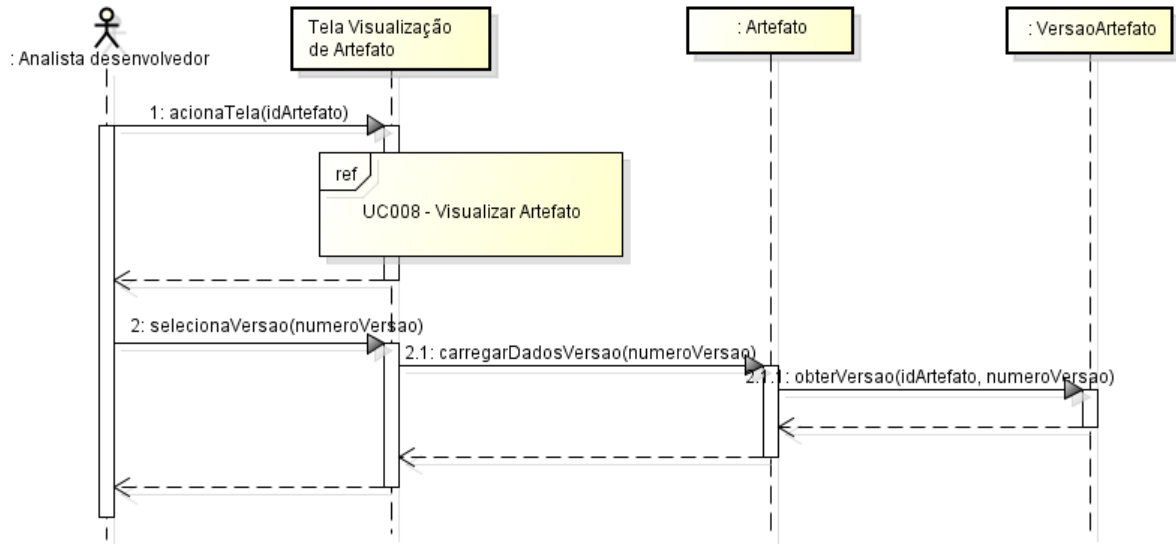 : Analista desenvolvedor
Tela Visualização
de Artefato
: Artefato
: VersaoArtefato
1: acionaTela(idArtefato)
ref
UC008 - Visualizar Artefato
2: selecionaVersao(numeroVersao)
2.1: carregarDadosVersao(numeroVersao)
2.1.1: obterVersao(idArtefato, numeroVersao)